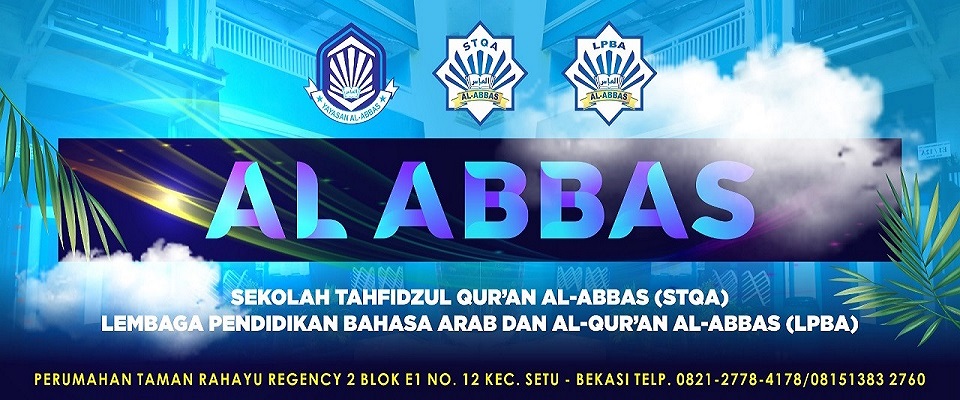 YAYASAN AL-ABBAS
STQA
العباس
AL-ABBAS
LPBA
العباس
AL-ABBAS
AL ABBAS
SEKOLAH TAHFIDZUL QUR'AN AL-ABBAS (STQA)
LEMBAGA PENDIDIKAN BAHASA ARAB DAN AL-QUR'AN AL-ABBAS (LPBA)
PERUMAHAN TAMAN RAHAYU REGENCY 2 BLOK E1 NO. 12 KEC. SETU - BEKASI TELP. 0821-2778-4178/08151383 2760